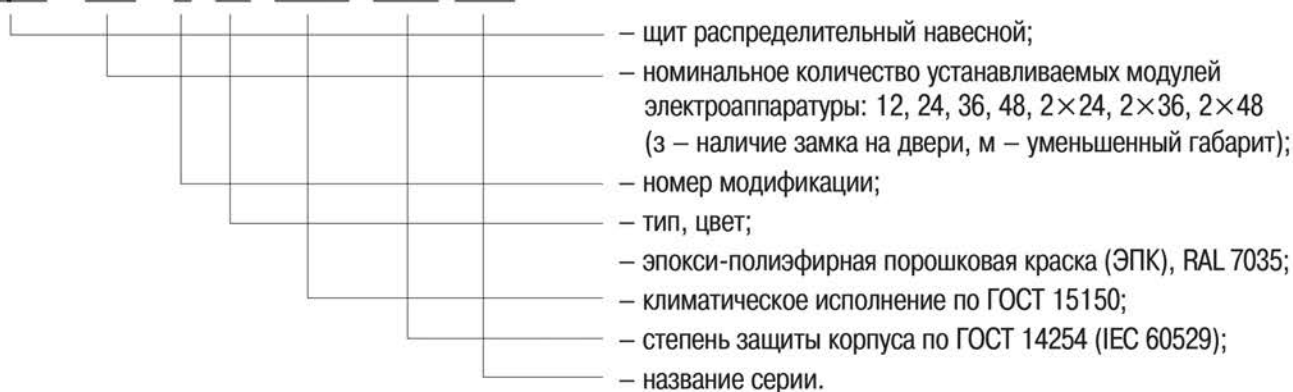 – щит распределительный навесной;
– номинальное количество устанавливаемых модулей
электроаппаратуры: 12, 24, 36, 48, 2×24, 2×36, 2×48
(з – наличие замка на двери, м – уменьшенный габарит);
– номер модификации;
– тип, цвет;
– эпокси-полиэфирная порошковая краска (ЭПК), RAL 7035;
– климатическое исполнение по ГОСТ 15150;
– степень защиты корпуса по ГОСТ 14254 (IEC 60529);
– название серии.